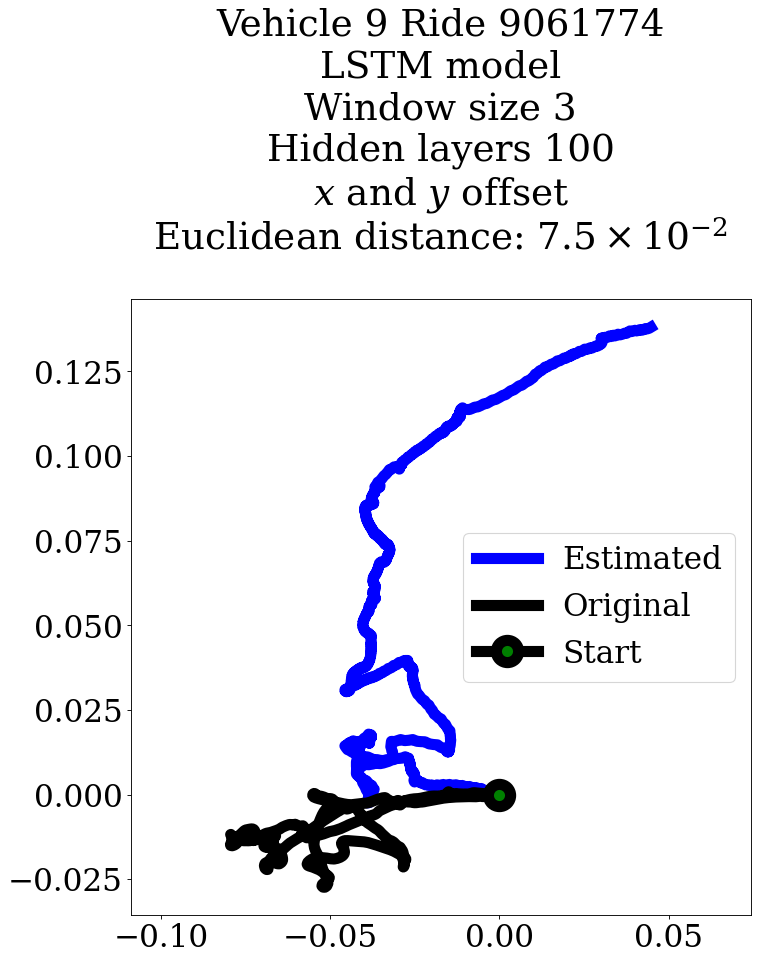 Vehicle 9 Ride 9061774
LSTM model
Window size 3
Hidden layers 100
x and y offset
Euclidean distance: 7.5 × 10⁻²
0.125
0.100
0.075
0.050
0.025
0.000
−0.025
Estimated
Original
Start
−0.10
−0.05
0.00
0.05